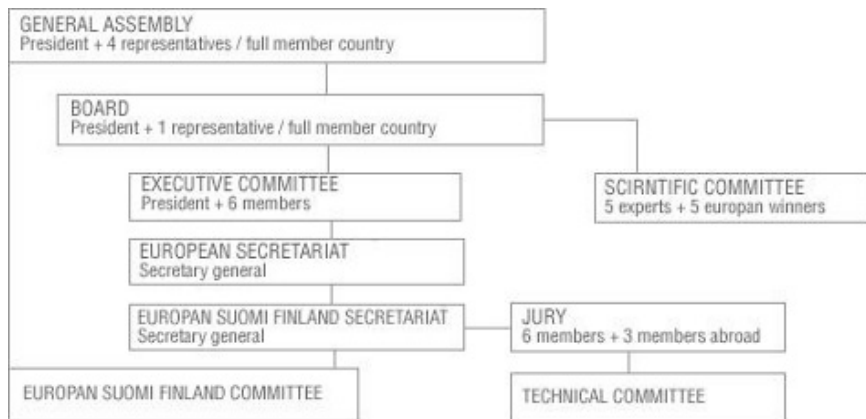 GENERAL ASSEMBLY
President + 4 representatives / full member country
BOARD
President + 1 representative / full member country
EXECUTIVE COMMITTEE
President + 6 members
SCIRNTIFIC COMMITTEE
5 experts + 5 europan winners
EUROPEAN SECRETARIAT
Secretary general
EUROPAN SUOMI FINLAND SECRETARIAT
Secretary general
JURY
6 members + 3 members abroad
EUROPAN SUOMI FINLAND COMMITTEE
TECHNICAL COMMITTEE